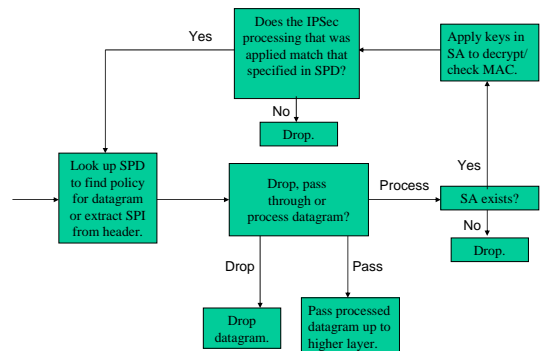 Does the IPSec
processing that was
applied match that
specified in SPD?
Yes
Apply keys in
SA to decrypt/
check MAC.
No
Drop.
Look up SPD
to find policy
for datagram
or extract SPI
from header.
Drop, pass
through or
process datagram?
Process
Yes
SA exists?
No
Drop.
Drop
Pass
Drop
datagram.
Pass processed
datagram up to
higher layer.